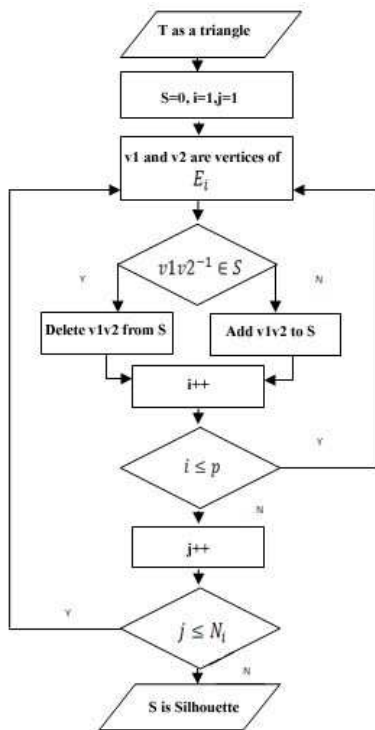 T as a triangle
S=0, i=1,j=1
v1 and v2 are vertices of
E_i
v1v2⁻¹ ∈ S
Y
N
Delete v1v2 from S
Add v1v2 to S
i++
i ≤ p
Y
N
j++
j ≤ N_i
Y
N
S is Silhouette